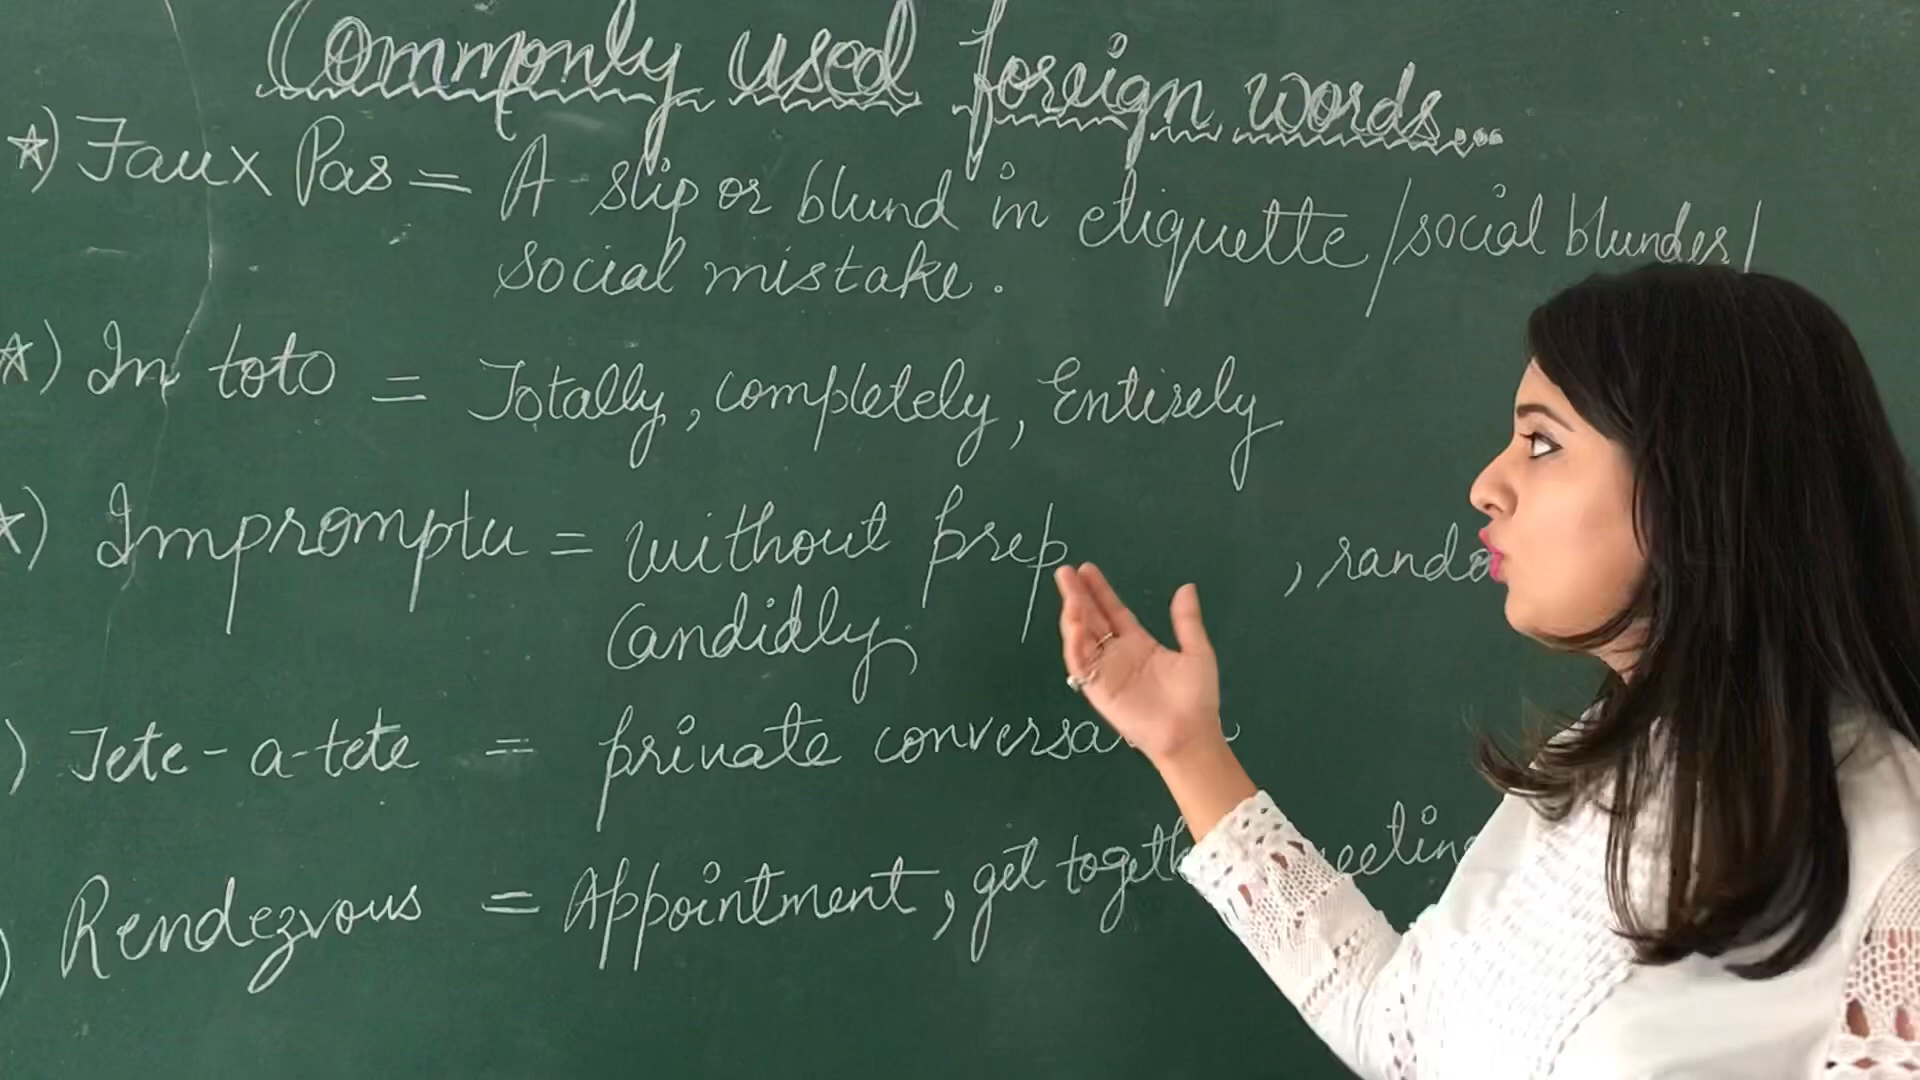 Commonly used foreign words...
☆) Faux Pas = A slip or blund in etiquette / social blunder /
social mistake.
☆) In toto = Totally, completely, Entirely
☆) Impromptu = without prep , rando
Candidly.
) Tete-a-tete = private conversa
) Rendezvous = Appointment, get togeth eeting